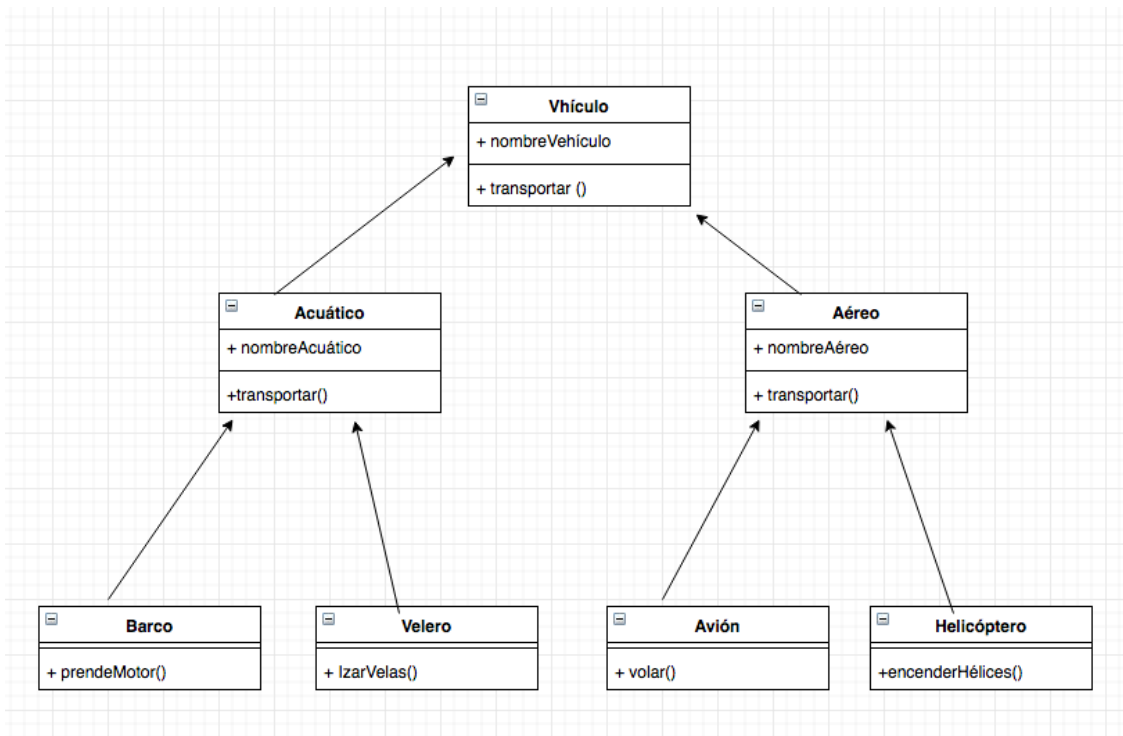 Vhículo
+ nombreVehículo
+ transportar ()
Acuático
+ nombreAcuático
+transportar()
Aéreo
+ nombreAéreo
+ transportar()
Barco
+ prendeMotor()
Velero
+ IzarVelas()
Avión
+ volar()
Helicóptero
+encenderHélices()